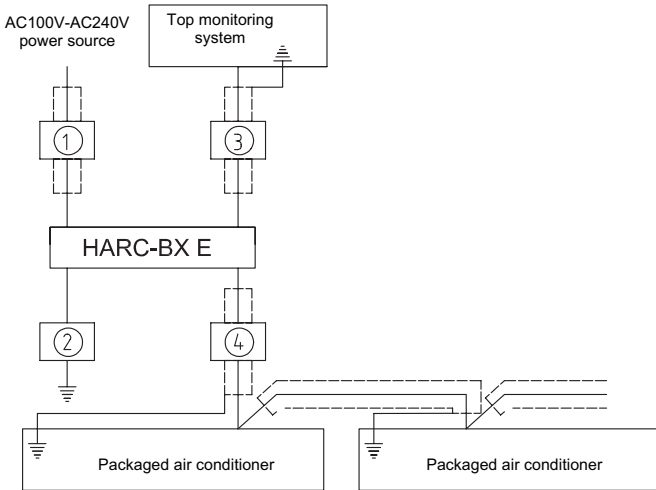 AC100V-AC240V
power source
Top monitoring
system
1
3
HARC-BX E
2
4
Packaged air conditioner
Packaged air conditioner